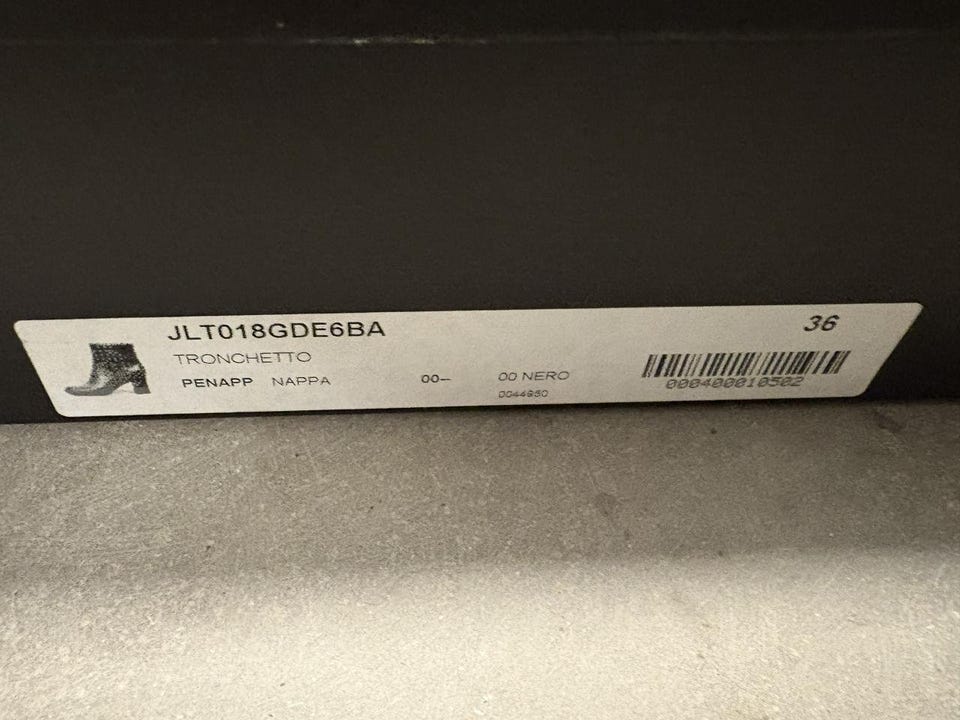 JLT018GDE6BA
36
TRONCHETTO
PENAPP NAPPA 00-- 00 NERO
000400010502
0044950